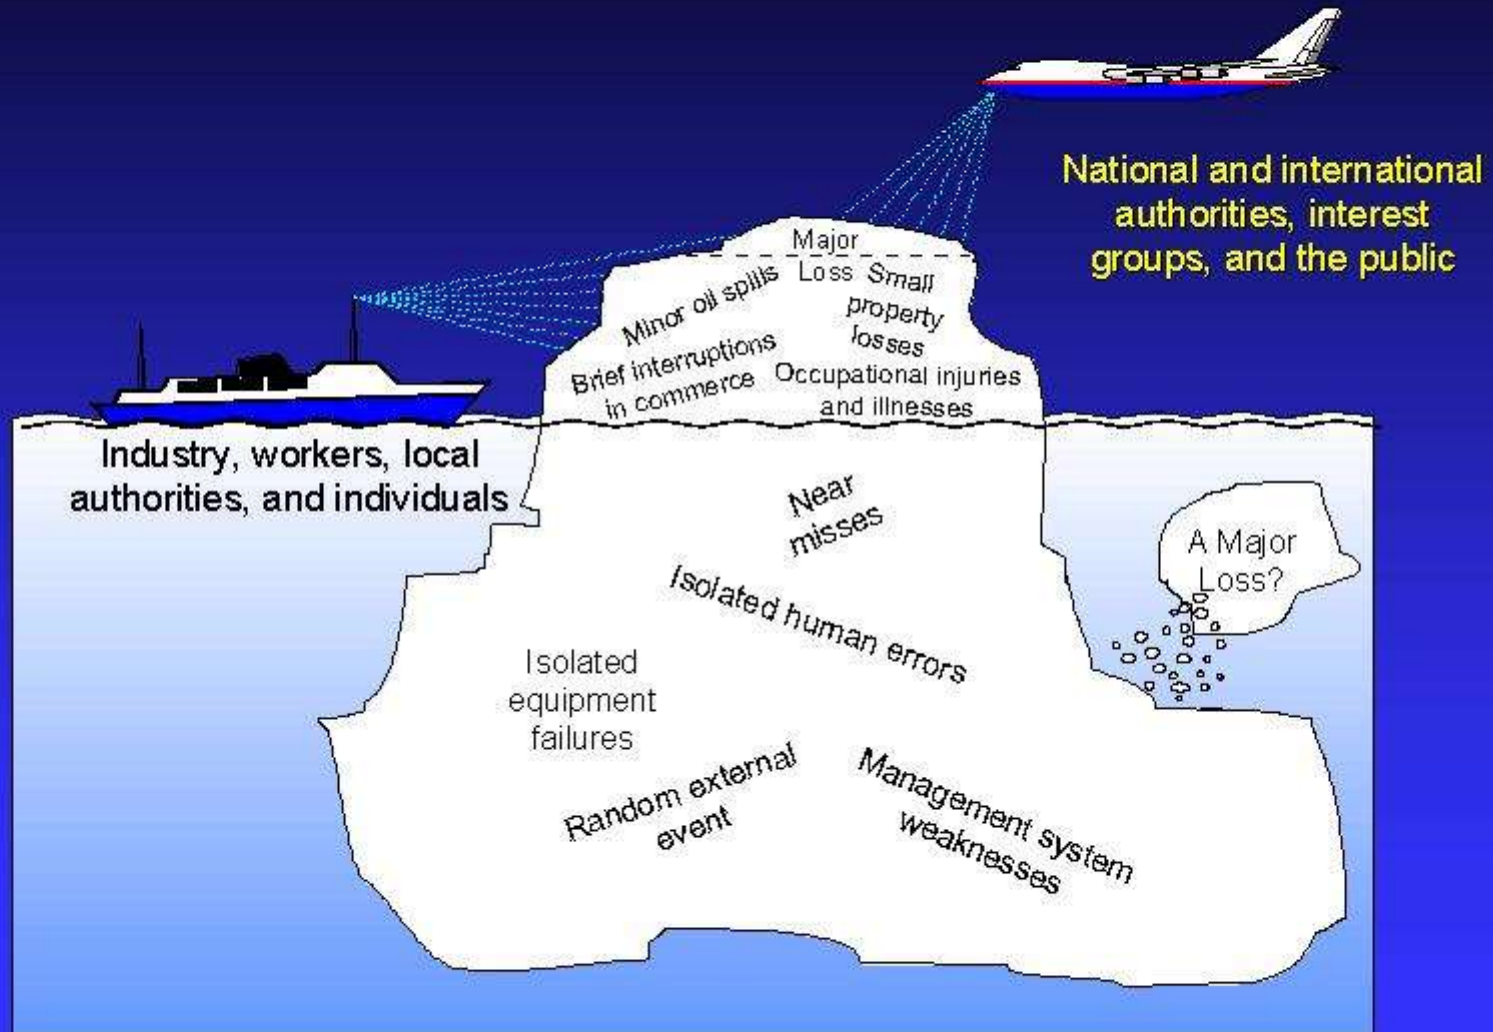 National and international
authorities, interest
groups, and the public
Major
Loss
Minor oil spills
Small
property
losses
Brief interruptions
in commerce
Occupational injuries
and illnesses
Industry, workers, local
authorities, and individuals
Near
misses
A Major
Loss?
Isolated human errors
Isolated
equipment
failures
Random external
event
Management system
weaknesses